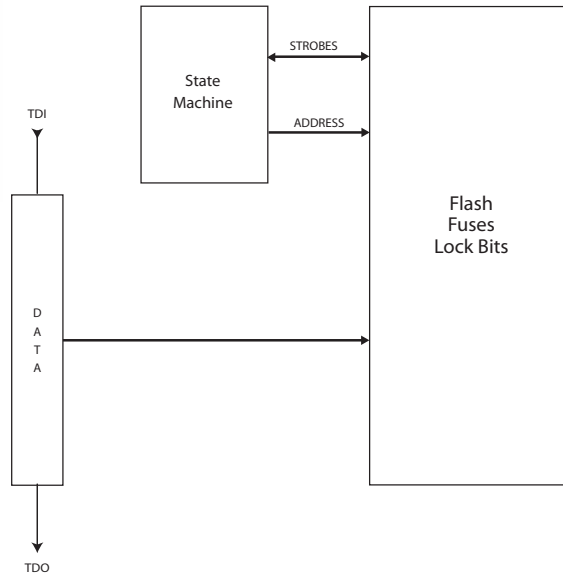 STROBES
State
Machine
ADDRESS
TDI
Flash
Fuses
Lock Bits
D
A
T
A
TDO